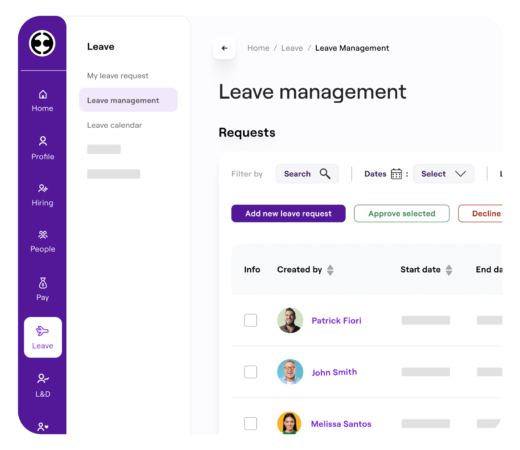 Home
Profile
Hiring
People
Pay
Leave
L&D
Leave
My leave request
Leave management
Leave calendar
Home / Leave / Leave Management
Leave management
Requests
Filter by Search Dates : Select L
Add new leave request Approve selected Decline
Info Created by Start date End da
Patrick Fiori
John Smith
Melissa Santos